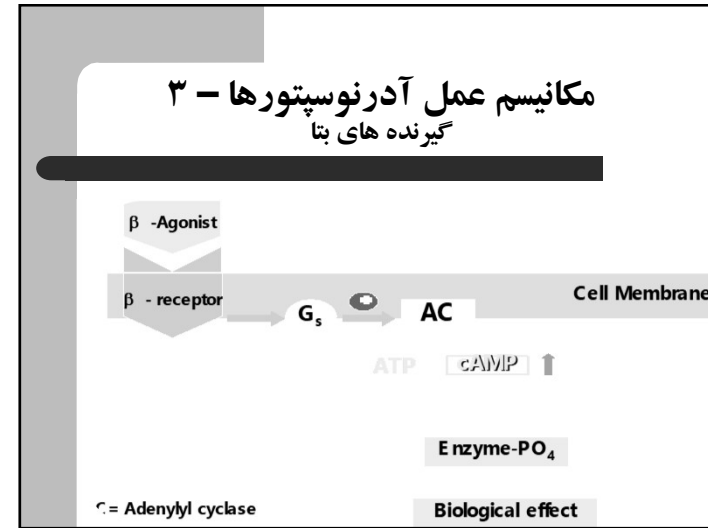 مکانیسم عمل آدرنوسپتورها – ۳
گیرنده های بتا
β -Agonist
β - receptor
Gs
AC
Cell Membrane
ATP
cAMP
Enzyme-PO4
= Adenylyl cyclase
Biological effect